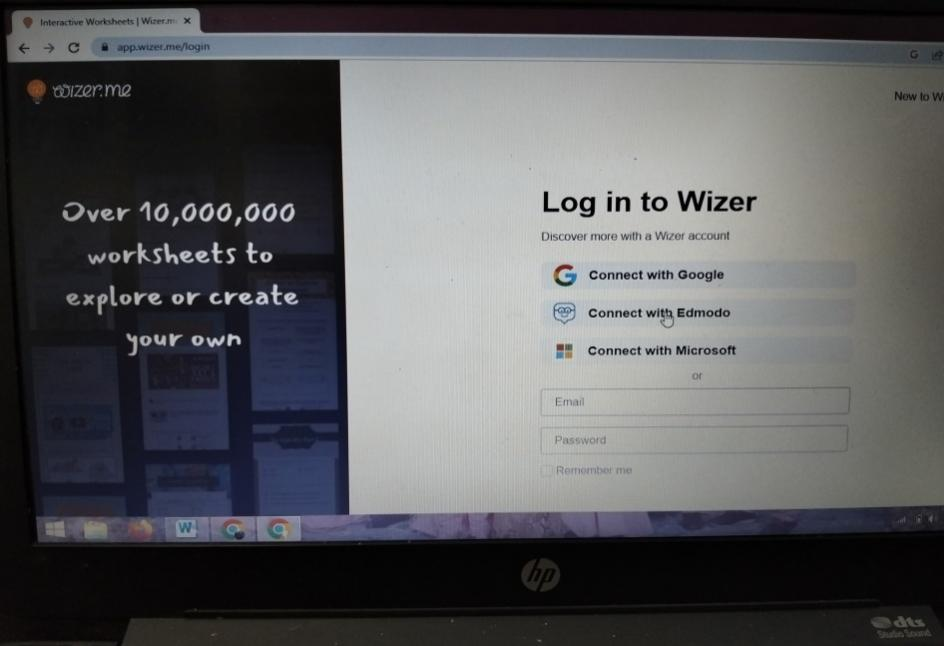 Interactive Worksheets | Wizer.m
app.wizer.me/login
wizer.me
New to W
Over 10,000,000
worksheets to
explore or create
your own
Log in to Wizer
Discover more with a Wizer account
Connect with Google
Connect with Edmodo
Connect with Microsoft
or
Email
Password
Remember me
W
hp
dts
Studio Sound